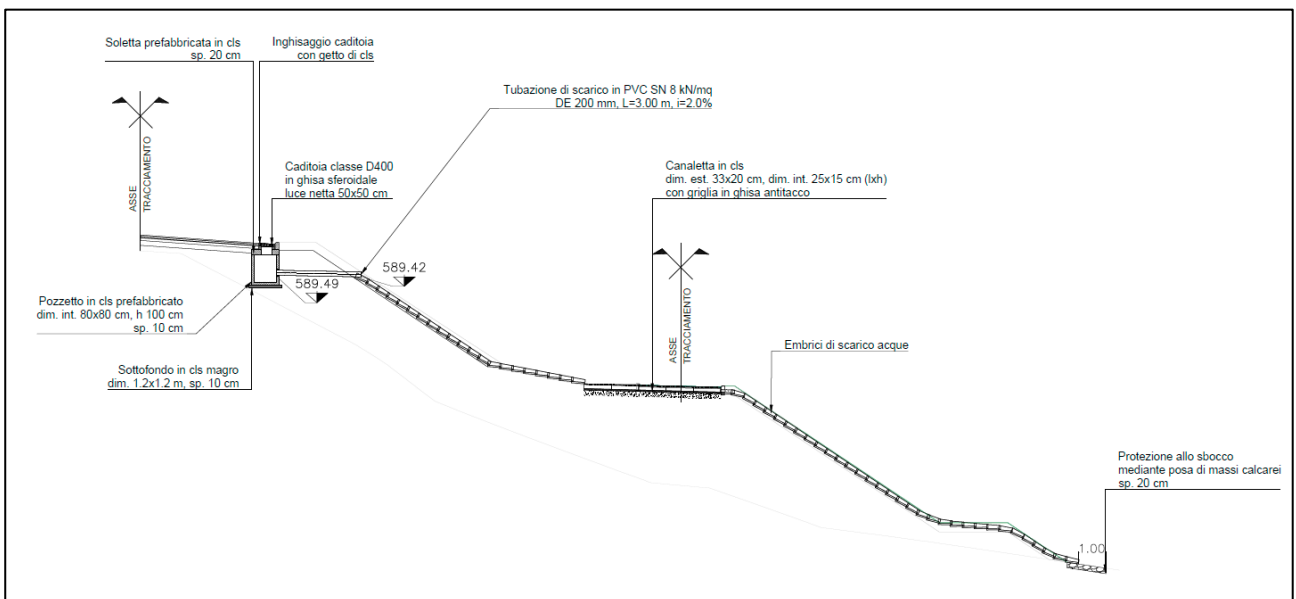 Soletta prefabbricata in cls
sp. 20 cm
Inghisaggio caditoia
con getto di cls
Tubazione di scarico in PVC SN 8 kN/mq
DE 200 mm, L=3.00 m, i=2.0%
ASSE
TRACCIAMENTO
Caditoia classe D400
in ghisa sferoidale
luce netta 50x50 cm
Canaletta in cls
dim. est. 33x20 cm, dim. int. 25x15 cm (lxh)
con griglia in ghisa antitacco
589.42
589.49
Pozzetto in cls prefabbricato
dim. int. 80x80 cm, h 100 cm
sp. 10 cm
ASSE
TRACCIAMENTO
Embrici di scarico acque
Sottofondo in cls magro
dim. 1.2x1.2 m, sp. 10 cm
Protezione allo sbocco
mediante posa di massi calcarei
sp. 20 cm
1.00